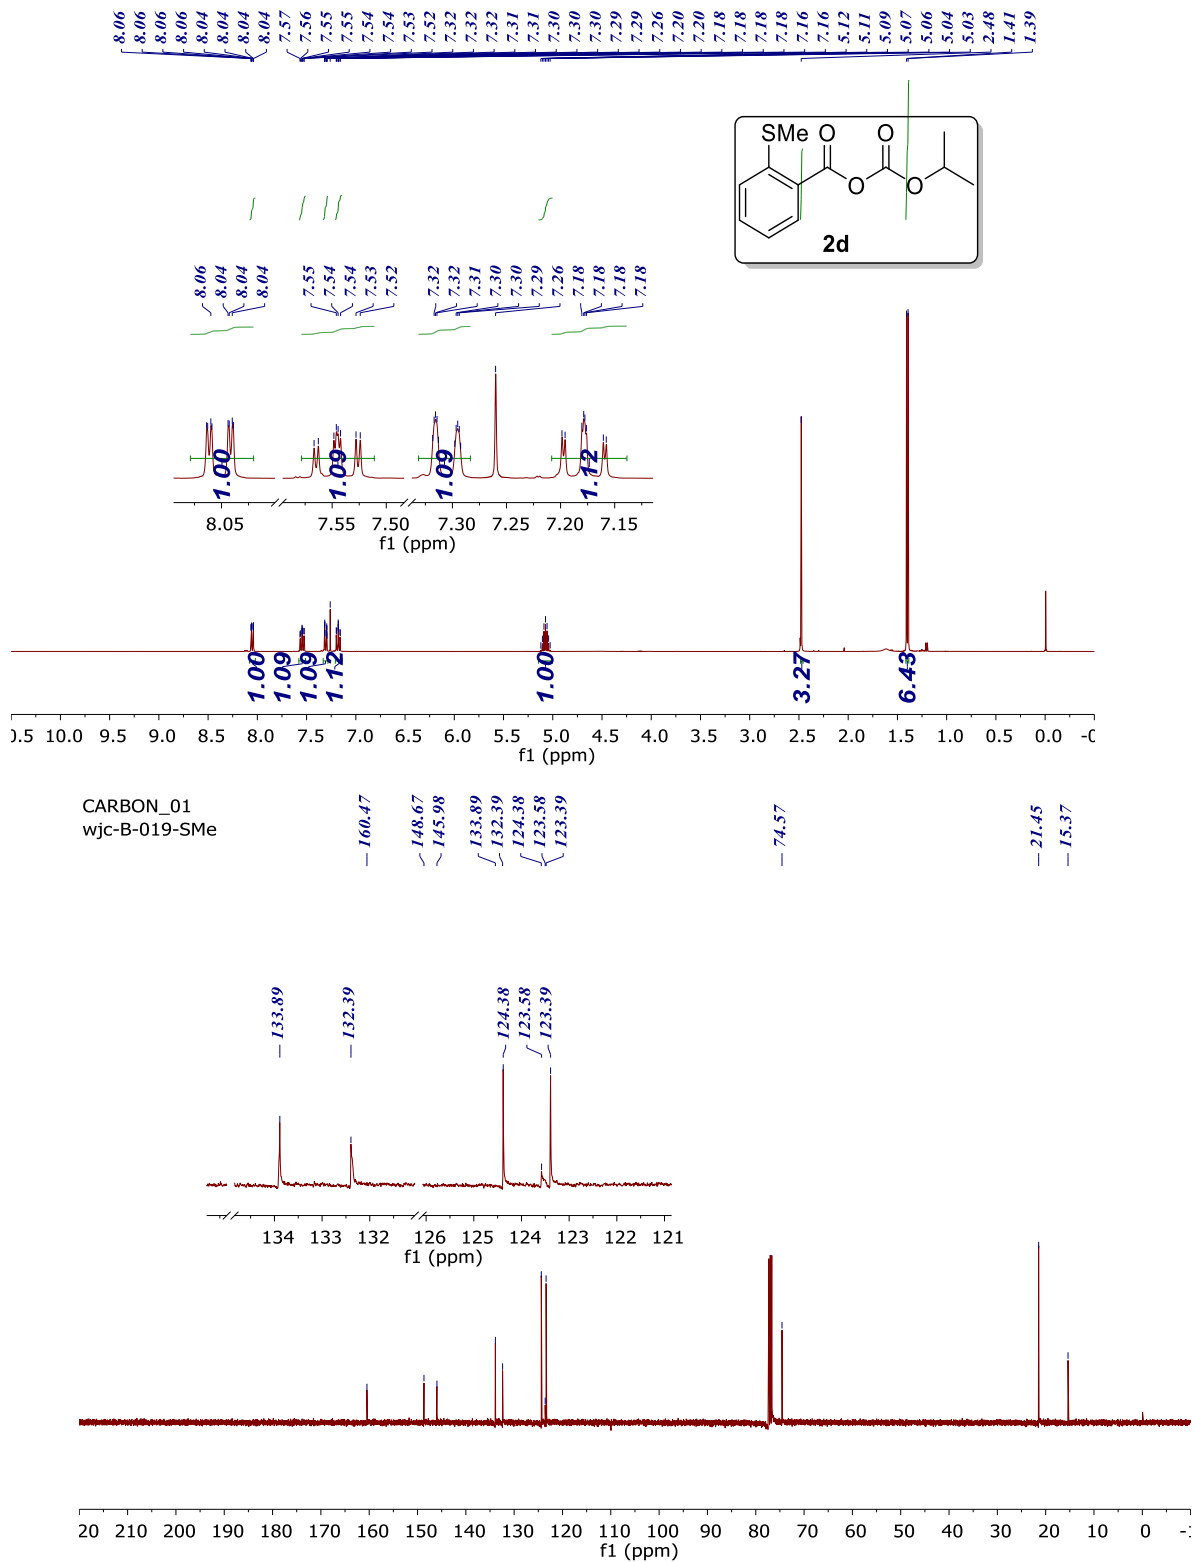 8.06 8.06 8.06 8.06 8.04 8.04 8.04 8.04 7.57 7.56 7.55 7.55 7.54 7.54 7.53 7.52 7.32 7.32 7.32 7.31 7.31 7.30 7.30 7.30 7.29 7.29 7.26 7.20 7.20 7.18 7.18 7.18 7.18 7.18 7.16 7.16 5.12 5.11 5.09 5.07 5.06 5.04 5.03 2.48 1.41 1.39
SMe O O
O O
2d
8.06 8.04 8.04 8.04 7.55 7.54 7.54 7.53 7.52 7.32 7.32 7.31 7.30 7.30 7.29 7.26 7.18 7.18 7.18 7.18
1.00 1.09 1.09 1.12
8.05 7.55 7.50 7.30 7.25 7.20 7.15
f1 (ppm)
1.00 1.09 1.09 1.12 1.00 3.27 6.43
0.5 10.0 9.5 9.0 8.5 8.0 7.5 7.0 6.5 6.0 5.5 5.0 4.5 4.0 3.5 3.0 2.5 2.0 1.5 1.0 0.5 0.0 -0
f1 (ppm)
CARBON_01
wjc-B-019-SMe
160.47 148.67 145.98 133.89 132.39 124.38 123.58 123.39 74.57 21.45 15.37
133.89 132.39 124.38 123.58 123.39
134 133 132 126 125 124 123 122 121
f1 (ppm)
20 210 200 190 180 170 160 150 140 130 120 110 100 90 80 70 60 50 40 30 20 10 0 -1
f1 (ppm)